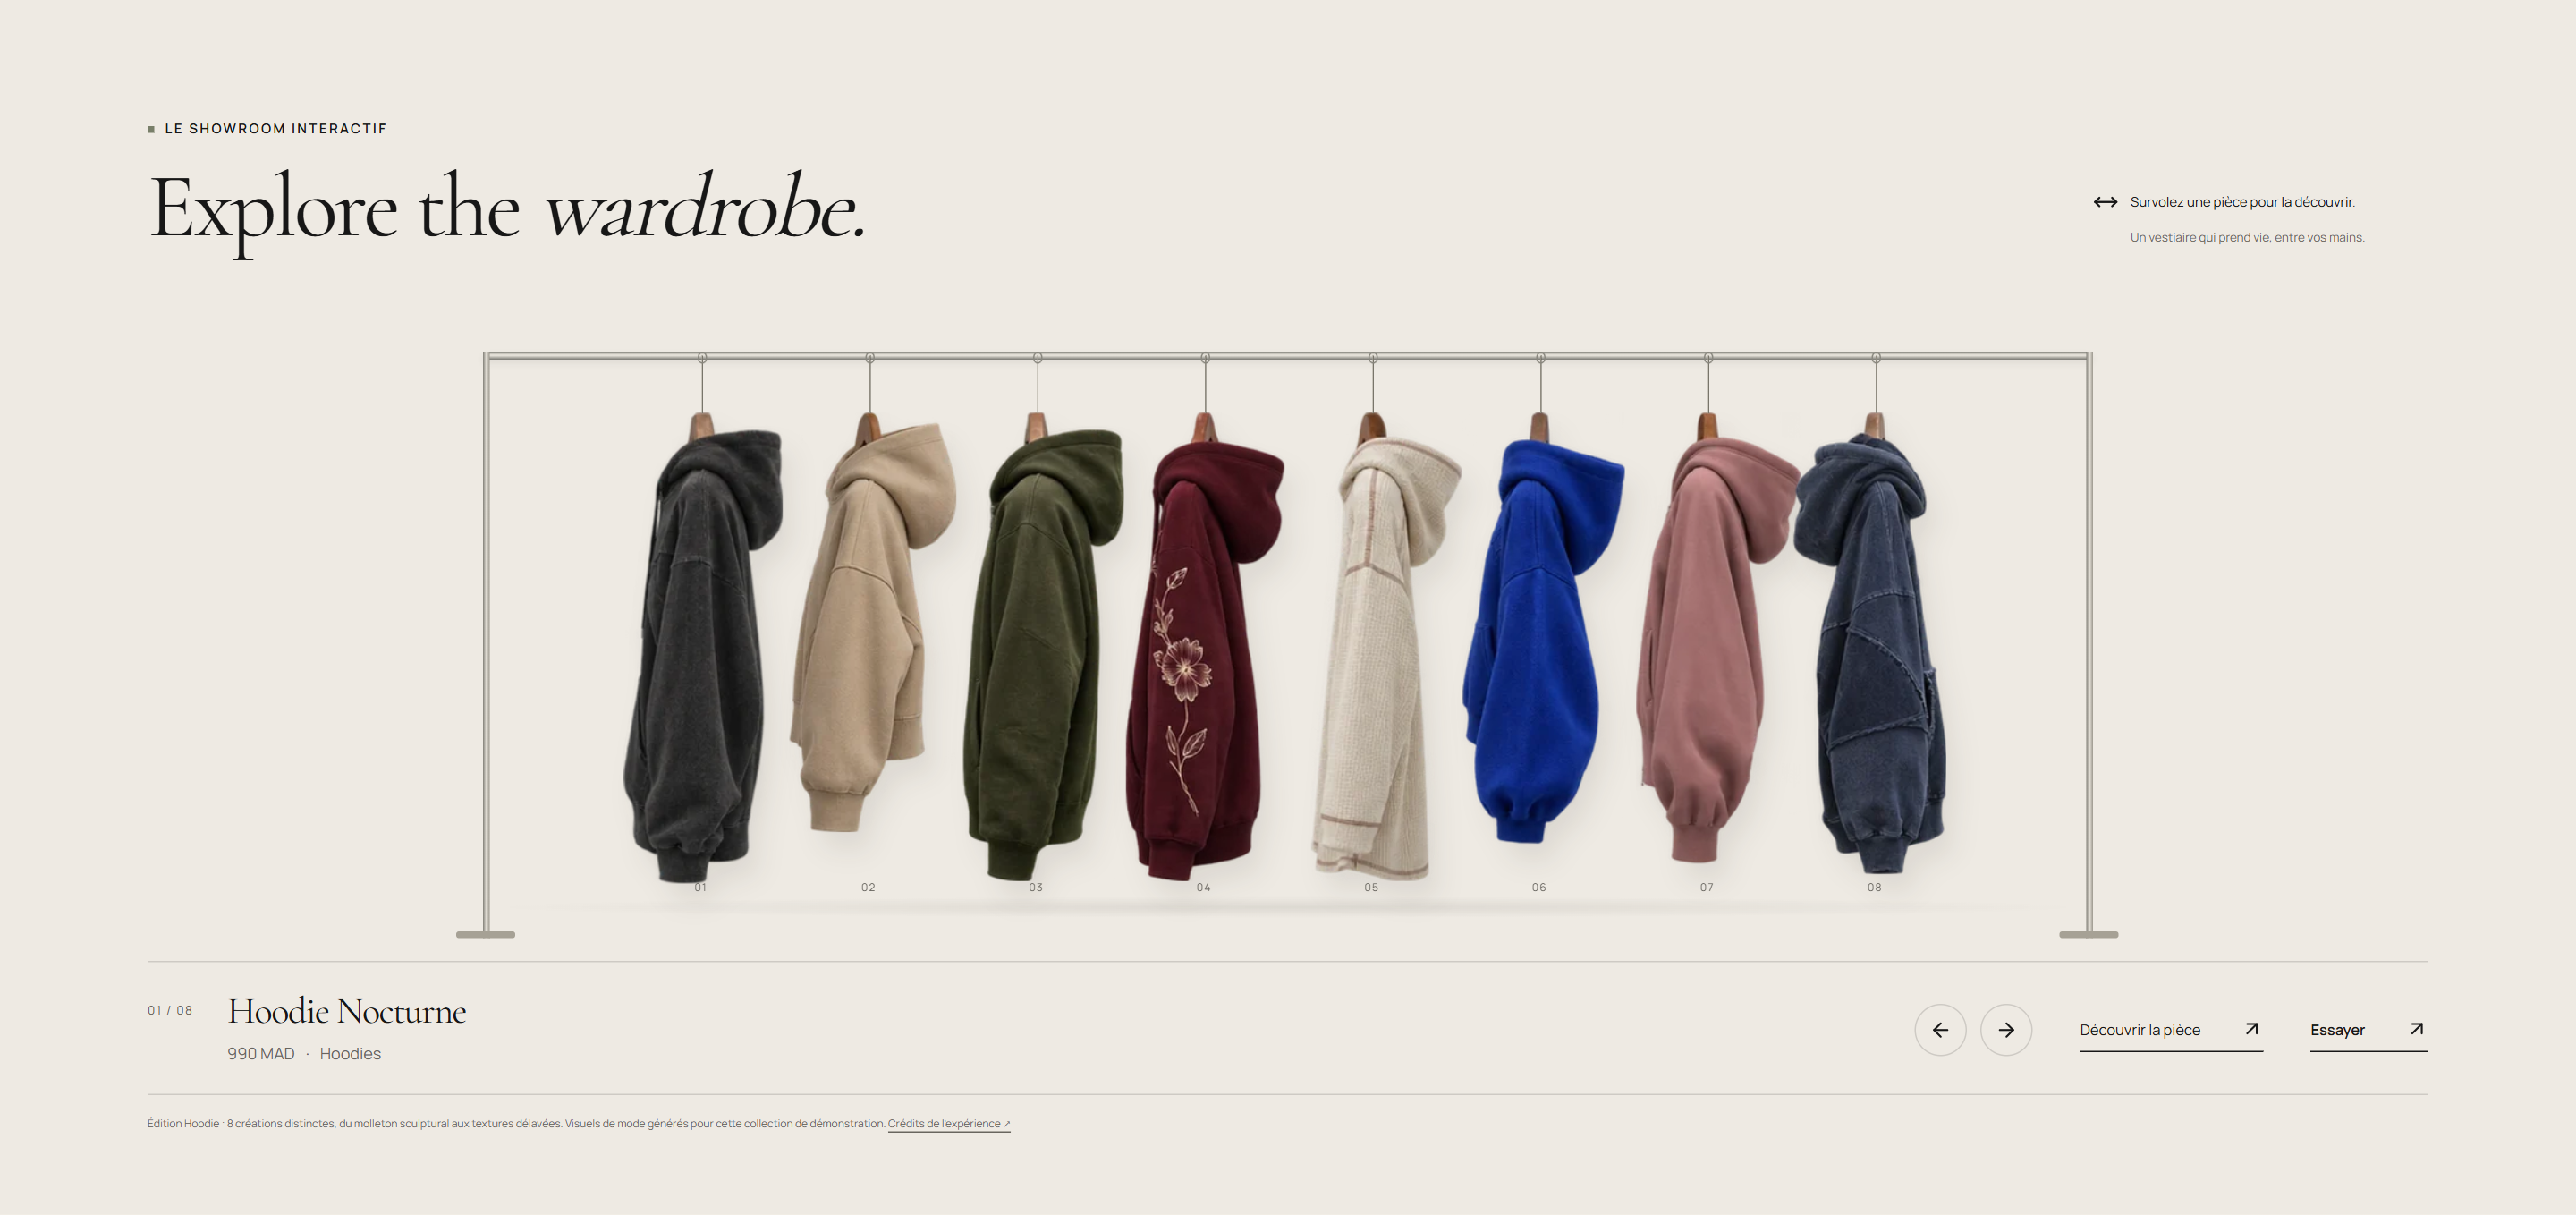 LE SHOWROOM INTERACTIF
Explore the wardrobe.
Survolez une pièce pour la découvrir.
Un vestiaire qui prend vie, entre vos mains.
01 02 03 04 05 06 07 08
01 / 08
Hoodie Nocturne
990 MAD · Hoodies
Découvrir la pièce
Essayer
Édition Hoodie : 8 créations distinctes, du molleton sculptural aux textures délavées. Visuels de mode générés pour cette collection de démonstration. Crédits de l'expérience ↗